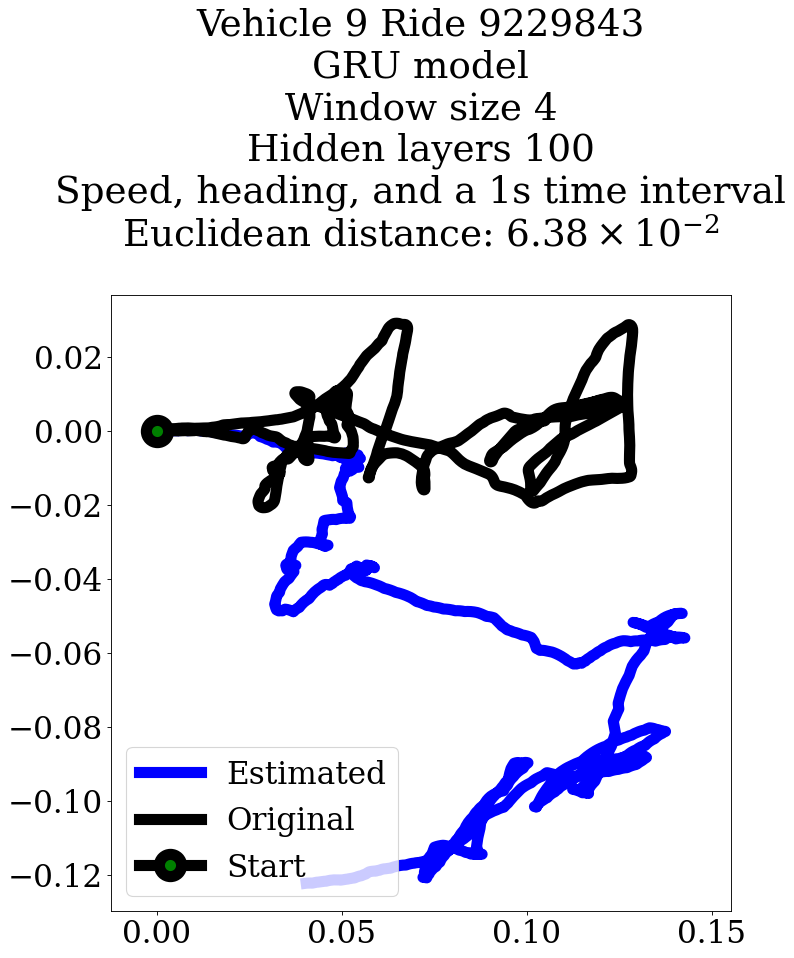 Vehicle 9 Ride 9229843
GRU model
Window size 4
Hidden layers 100
Speed, heading, and a 1s time interval
Euclidean distance: 6.38 × 10⁻²
0.02
0.00
−0.02
−0.04
−0.06
−0.08
−0.10
−0.12
Estimated
Original
Start
0.00 0.05 0.10 0.15